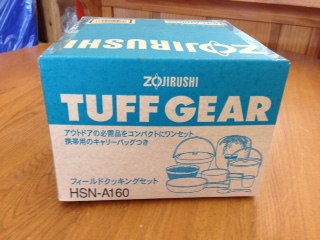 ZOJIRUSHI
ZOJIRUSHI
TUFF GEAR
アウトドアの必需品をコンパクトにワンセット
携帯用のキャリーバッグつき
フィールドクッキングセット
HSN-A160